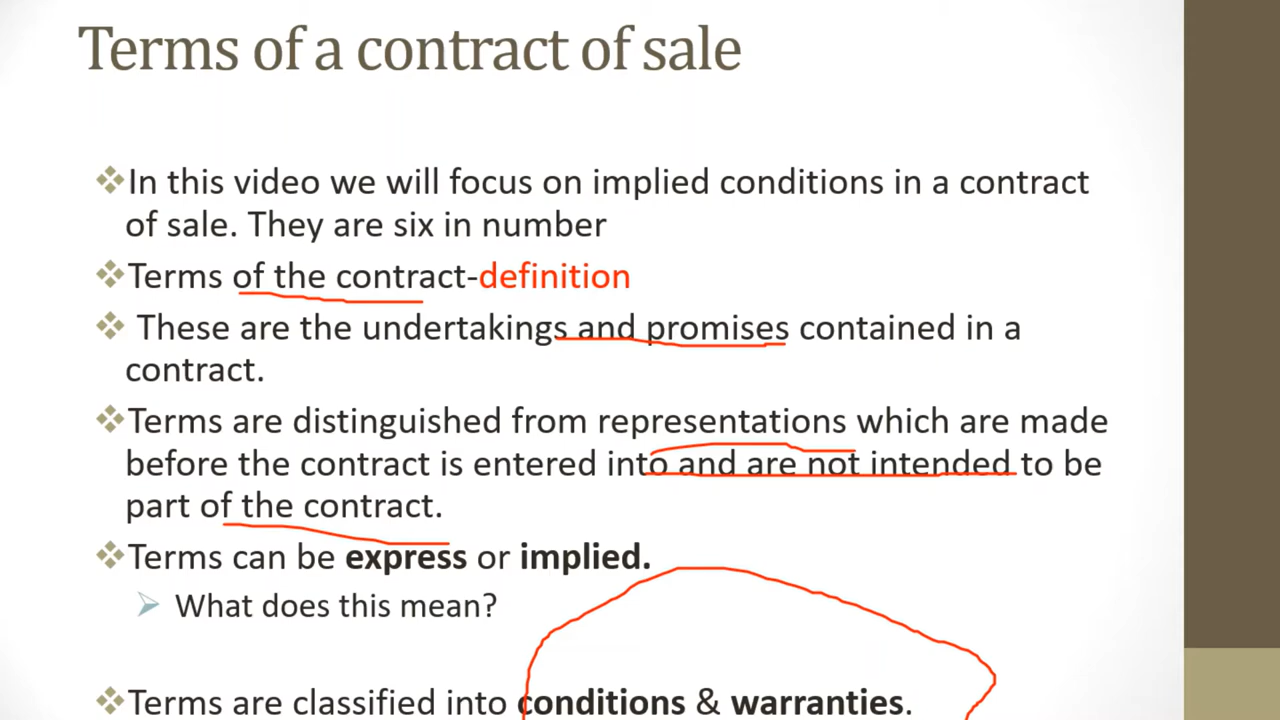 Terms of a contract of sale
In this video we will focus on implied conditions in a contract
of sale. They are six in number
Terms of the contract-definition
These are the undertakings and promises contained in a
contract.
Terms are distinguished from representations which are made
before the contract is entered into and are not intended to be
part of the contract.
Terms can be express or implied.
What does this mean?
Terms are classified into conditions & warranties.